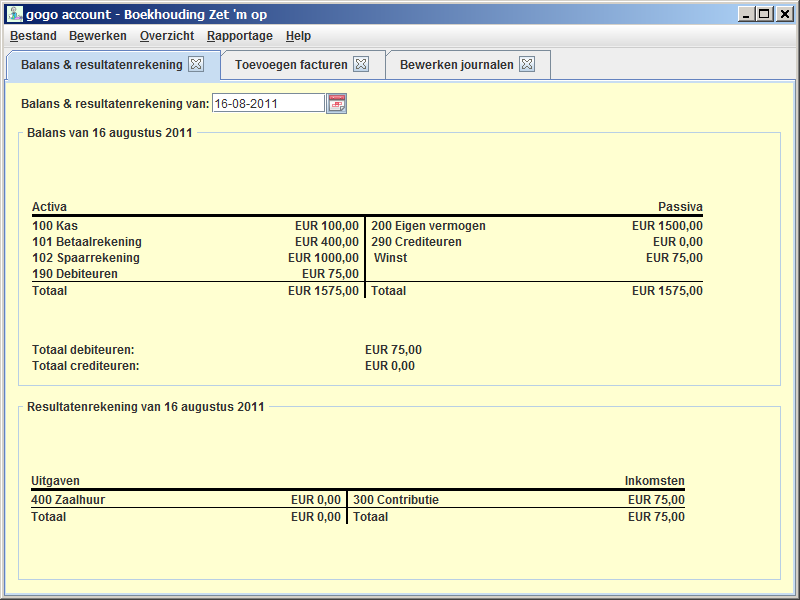 gogo account - Boekhouding Zet 'm op
Bestand Bewerken Overzicht Rapportage Help
Balans & resultatenrekening Toevoegen facturen Bewerken journalen
Balans & resultatenrekening van: 16-08-2011
Balans van 16 augustus 2011
Activa Passiva
100 Kas EUR 100,00 200 Eigen vermogen EUR 1500,00
101 Betaalrekening EUR 400,00 290 Crediteuren EUR 0,00
102 Spaarrekening EUR 1000,00 Winst EUR 75,00
190 Debiteuren EUR 75,00
Totaal EUR 1575,00 Totaal EUR 1575,00
Totaal debiteuren: EUR 75,00
Totaal crediteuren: EUR 0,00
Resultatenrekening van 16 augustus 2011
Uitgaven Inkomsten
400 Zaalhuur EUR 0,00 300 Contributie EUR 75,00
Totaal EUR 0,00 Totaal EUR 75,00